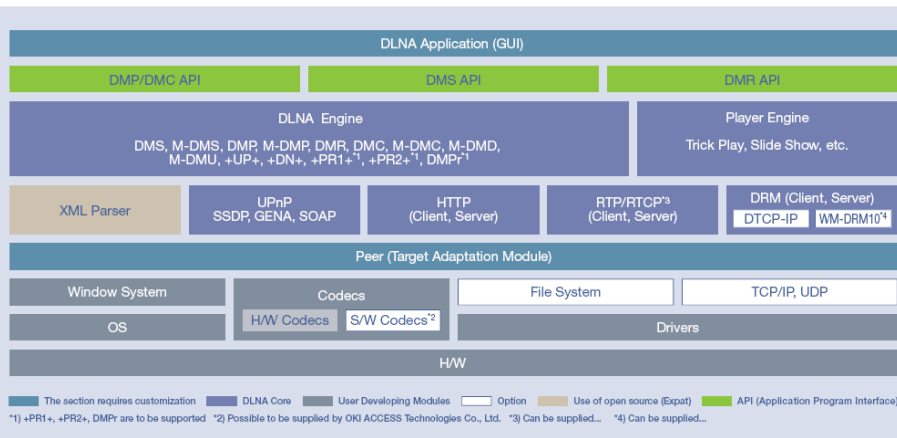 DLNA Application (GUI)
DMP/DMC API
DMS API
DMR API
DLNA Engine
DMS, M-DMS, DMP, M-DMP, DMR, DMC, M-DMC, M-DMD,
M-DMU, +UP+, +DN+, +PR1+*1, +PR2+*1, DMPr*1
Player Engine
Trick Play, Slide Show, etc.
XML Parser
UPnP
SSDP, GENA, SOAP
HTTP
(Client, Server)
RTP/RTCP*3
(Client, Server)
DRM (Client, Server)
DTCP-IP
WM-DRM10*4
Peer (Target Adaptation Module)
Window System
Codecs
H/W Codecs
S/W Codecs*2
File System
TCP/IP, UDP
OS
Drivers
H/W
The section requires customization
DLNA Core
User Developing Modules
Option
Use of open source (Expat)
API (Application Program Interface)
*1) +PR1+, +PR2+, DMPr are to be supported *2) Possible to be supplied by OKI ACCESS Technologies Co., Ltd. *3) Can be supplied... *4) Can be supplied...